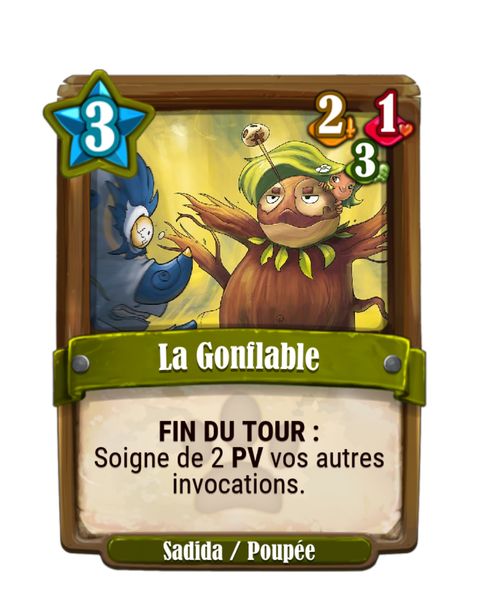 3
2 1
3
La Gonflable
FIN DU TOUR :
Soigne de 2 PV vos autres
invocations.
Sadida / Poupée